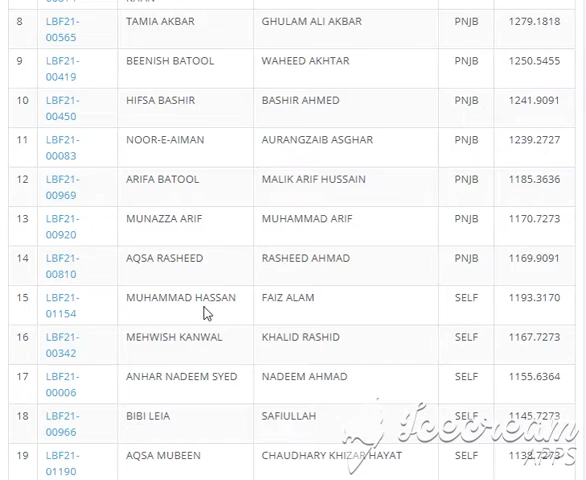 8 LBF21- TAMIA AKBAR GHULAM ALI AKBAR PNJB 1279.1818
00565
9 LBF21- BEENISH BATOOL WAHEED AKHTAR PNJB 1250.5455
00419
10 LBF21- HIFSA BASHIR BASHIR AHMED PNJB 1241.9091
00450
11 LBF21- NOOR-E-AIMAN AURANGZAIB ASGHAR PNJB 1239.2727
00083
12 LBF21- ARIFA BATOOL MALIK ARIF HUSSAIN PNJB 1185.3636
00969
13 LBF21- MUNAZZA ARIF MUHAMMAD ARIF PNJB 1170.7273
00920
14 LBF21- AQSA RASHEED RASHEED AHMAD PNJB 1169.9091
00810
15 LBF21- MUHAMMAD HASSAN FAIZ ALAM SELF 1193.3170
01154
16 LBF21- MEHWISH KANWAL KHALID RASHID SELF 1167.7273
00342
17 LBF21- ANHAR NADEEM SYED NADEEM AHMAD SELF 1155.6364
00006
18 LBF21- BIBI LEIA SAFIULLAH SELF 1145.7273
00966
19 LBF21- AQSA MUBEEN CHAUDHARY KHIZAR HAYAT SELF 1138.7273
01190
Icecream
APPS